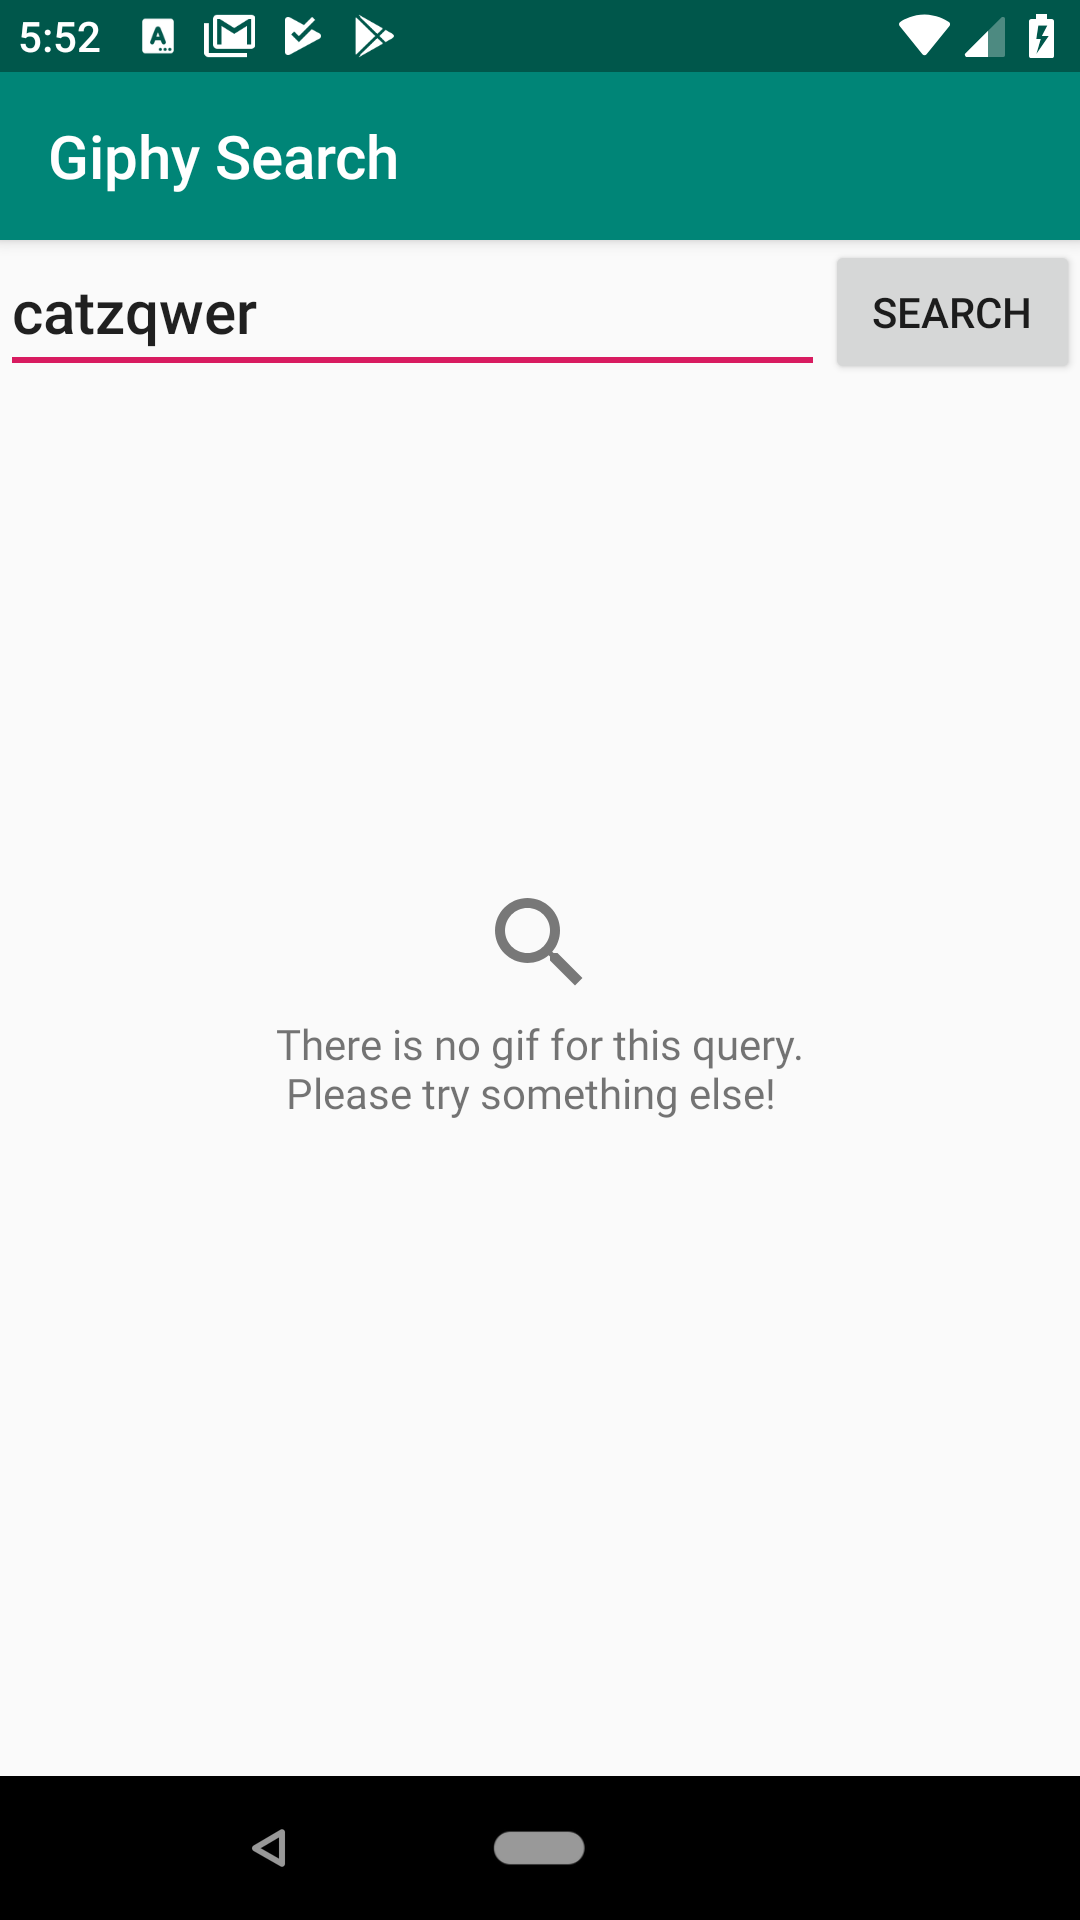 5:52
Giphy Search
catzqwer
SEARCH
There is no gif for this query.
Please try something else!